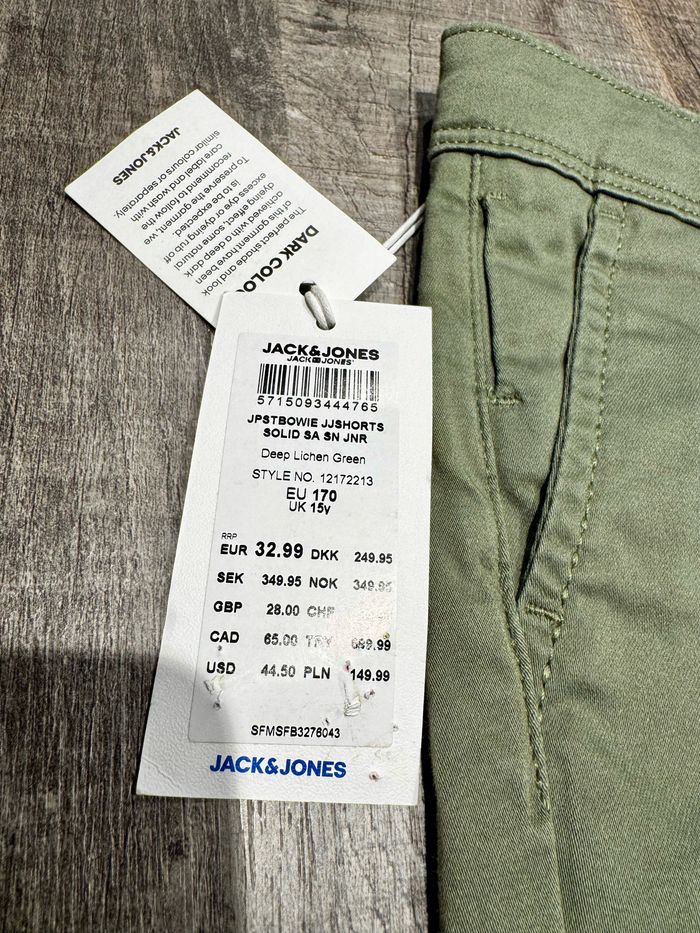 JACK&JONES
JACK&JONES
5715093444765
JPSTBOWIE JJSHORTS
SOLID SA SN JNR
Deep Lichen Green
STYLE NO. 12172213
EU 170
UK 15y
RRP
EUR 32.99 DKK 249.95
SEK 349.95 NOK 349.95
GBP 28.00 CHF
CAD 65.00
USD 44.50 PLN 149.99
SFMSFB3276043
JACK&JONES
DARK
The perfect shade and look
of this garment have been
achieved with a deep dark
dyeing effect, some natural
excess dye or dyeing rub off
is to be expected.
To preserve the garment, we
recommend to follow the
care label and wash with the
similar colours or separately.
JACK&JONES